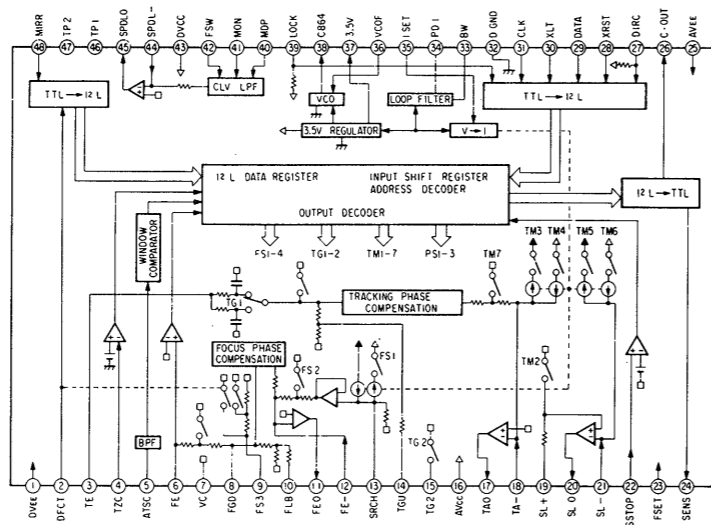 MIRR TP2 TP1 SPDLO SPDL- DVCC FSW MON MDP LOCK C864 3.5V VCOF ISET PD1 BW D GND CLK XLT DATA XRST DIRC C-OUT AVEE
48 47 46 45 44 43 42 41 40 39 38 37 36 35 34 33 32 31 30 29 28 27 26 25
TTL → 12 L
CLV LPF
VCO
LOOP FILTER
TTL → 12 L
3.5V REGULATOR
V → I
12 L DATA REGISTER
INPUT SHIFT REGISTER
ADDRESS DECODER
12 L → TTL
OUTPUT DECODER
WINDOW
COMPARATOR
FS1-4 TG1-2 TM1-7 PS1-3
TM3 TM4 TM5 TM6
TM7
TG1
TRACKING PHASE
COMPENSATION
FOCUS PHASE
COMPENSATION
FS1
FS2
TM2
TG2
BPF
1 2 3 4 5 6 7 8 9 10 11 12 13 14 15 16 17 18 19 20 21 22 23 24
DVEE DFCT TE TZC ATSC FE VC FGD FS3 FLB FEO FE- SRCH TGU TG2 AVCC TAO TA- SL+ SLO SL- SSTOP FSET SENS